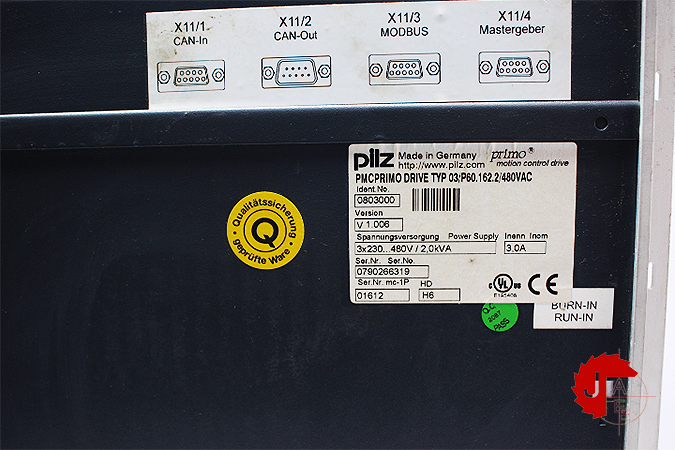 X11/1 X11/2 X11/3 X11/4
CAN-In CAN-Out MODBUS Mastergeber
pilz Made in Germany primo®
http://www.pilz.com motion control drive
PMCPRIMO DRIVE TYP 03;P60.162.2/480VAC
Ident.No.
0803000
Version
V 1.006
Spannungsversorgung Power Supply Inenn Inom
3x230...480V / 2,0kVA 3,0A
Ser.Nr. Ser.No.
0790266319
Ser.Nr. mc-1P HD
01612 H6
c UL us CE
Qualitätssicherung
Q
geprüfte Ware
Q.C
2087
PASS
BURN-IN
RUN-IN